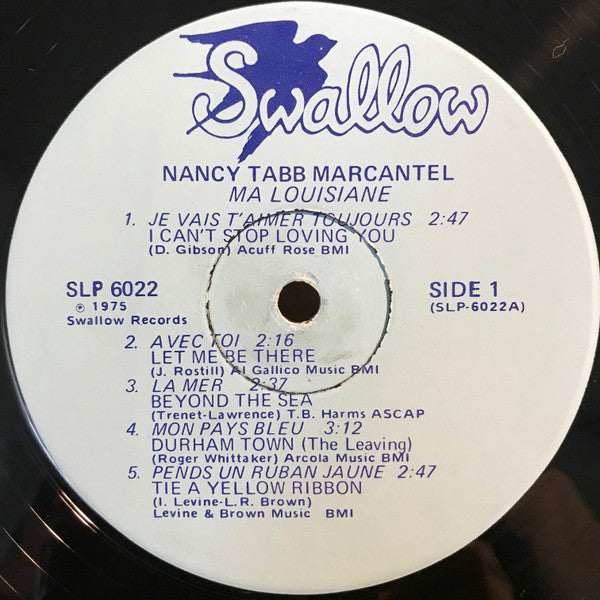 Swallow
NANCY TABB MARCANTEL
MA LOUISIANE
1. JE VAIS T'AIMER TOUJOURS 2:47
I CAN'T STOP LOVING YOU
(D. Gibson) Acuff Rose BMI
SLP 6022
℗ 1975
Swallow Records
SIDE 1
(SLP-6022A)
2. AVEC TOI 2:16
LET ME BE THERE
(J. Rostill) Al Gallico Music BMI
3. LA MER 2:37
BEYOND THE SEA
(Trenet-Lawrence) T.B. Harms ASCAP
4. MON PAYS BLEU 3:12
DURHAM TOWN (The Leaving)
(Roger Whittaker) Arcola Music BMI
5. PENDS UN RUBAN JAUNE 2:47
TIE A YELLOW RIBBON
(I. Levine-L.R. Brown)
Levine & Brown Music BMI